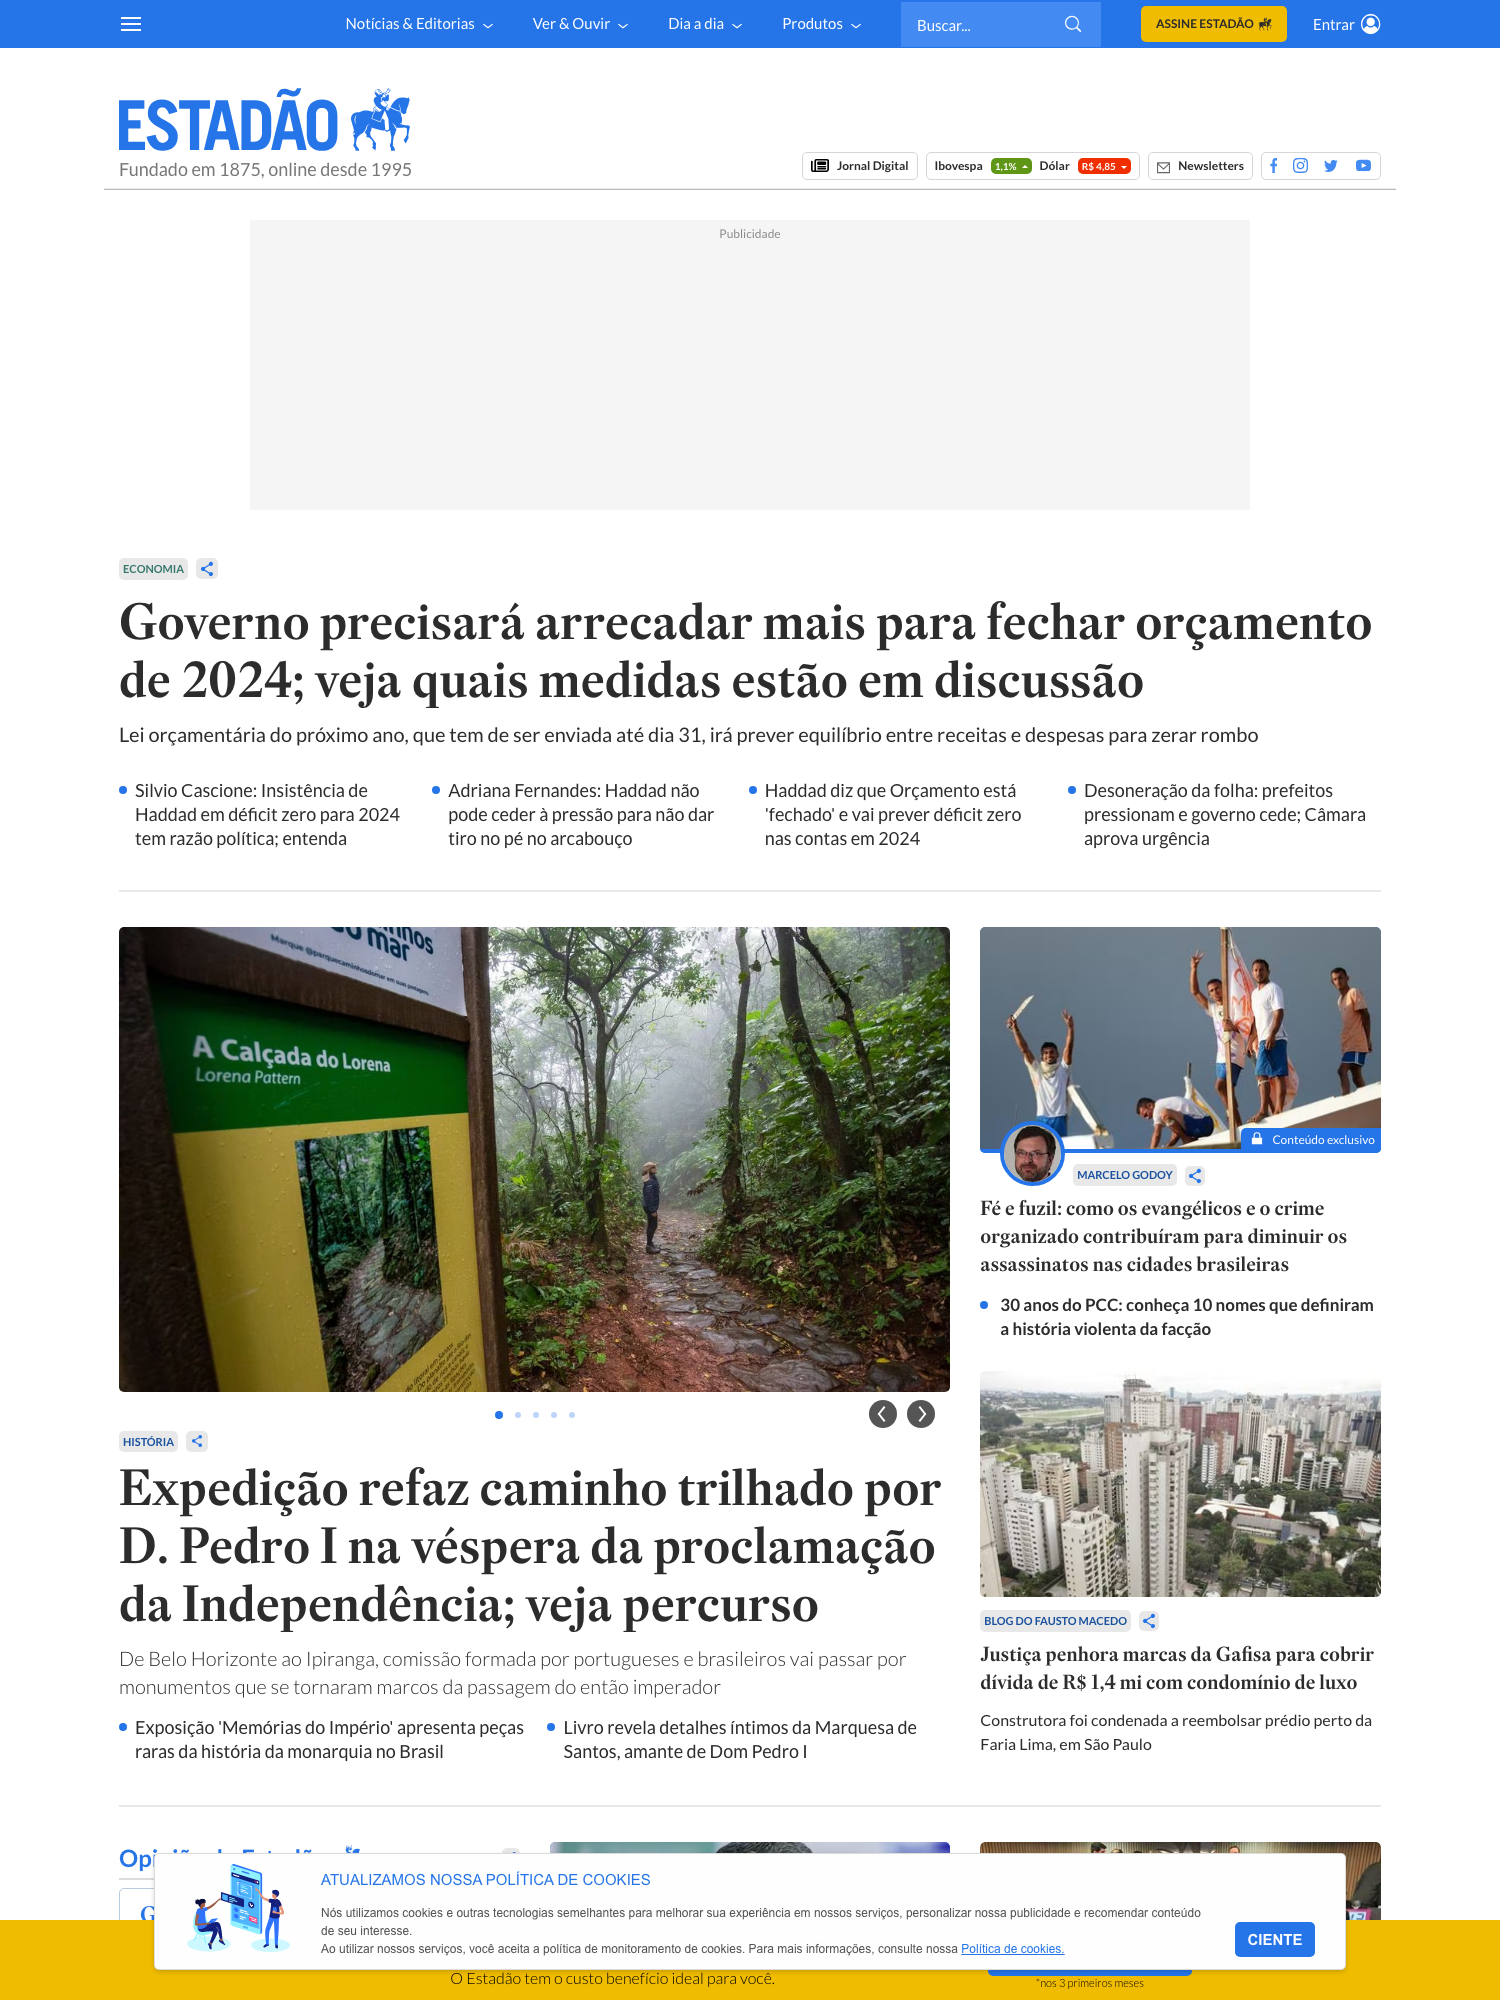 Notícias & Editorias
Ver & Ouvir
Dia a dia
Produtos
Buscar...
ASSINE ESTADÃO
Entrar
ESTADÃO
Fundado em 1875, online desde 1995
Jornal Digital
Ibovespa 1,1% Dólar R$ 4,85
Newsletters
Publicidade
ECONOMIA
Governo precisará arrecadar mais para fechar orçamento
de 2024; veja quais medidas estão em discussão
Lei orçamentária do próximo ano, que tem de ser enviada até dia 31, irá prever equilíbrio entre receitas e despesas para zerar rombo
Silvio Cascione: Insistência de
Haddad em déficit zero para 2024
tem razão política; entenda
Adriana Fernandes: Haddad não
pode ceder à pressão para não dar
tiro no pé no arcabouço
Haddad diz que Orçamento está
'fechado' e vai prever déficit zero
nas contas em 2024
Desoneração da folha: prefeitos
pressionam e governo cede; Câmara
aprova urgência
mar
Marque @parquecaminhosdomar em suas postagens
A Calçada do Lorena
Lorena Pattern
HISTÓRIA
Expedição refaz caminho trilhado por
D. Pedro I na véspera da proclamação
da Independência; veja percurso
De Belo Horizonte ao Ipiranga, comissão formada por portugueses e brasileiros vai passar por
monumentos que se tornaram marcos da passagem do então imperador
Exposição 'Memórias do Império' apresenta peças
raras da história da monarquia no Brasil
Livro revela detalhes íntimos da Marquesa de
Santos, amante de Dom Pedro I
Conteúdo exclusivo
MARCELO GODOY
Fé e fuzil: como os evangélicos e o crime
organizado contribuíram para diminuir os
assassinatos nas cidades brasileiras
30 anos do PCC: conheça 10 nomes que definiram
a história violenta da facção
BLOG DO FAUSTO MACEDO
Justiça penhora marcas da Gafisa para cobrir
dívida de R$ 1,4 mi com condomínio de luxo
Construtora foi condenada a reembolsar prédio perto da
Faria Lima, em São Paulo
ATUALIZAMOS NOSSA POLÍTICA DE COOKIES
Nós utilizamos cookies e outras tecnologias semelhantes para melhorar sua experiência em nossos serviços, personalizar nossa publicidade e recomendar conteúdo
de seu interesse.
Ao utilizar nossos serviços, você aceita a política de monitoramento de cookies. Para mais informações, consulte nossa Política de cookies.
CIENTE
O Estadão tem o custo benefício ideal para você.
*nos 3 primeiros meses